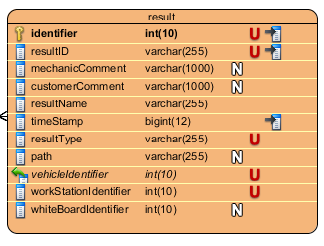 result
identifier int(10) U
resultID varchar(255) U
mechanicComment varchar(1000) N
customerComment varchar(1000) N
resultName varchar(255)
timeStamp bigint(12)
resultType varchar(255) U
path varchar(255) N
vehicleIdentifier int(10) U
workStationIdentifier int(10) U
whiteBoardIdentifier int(10) N